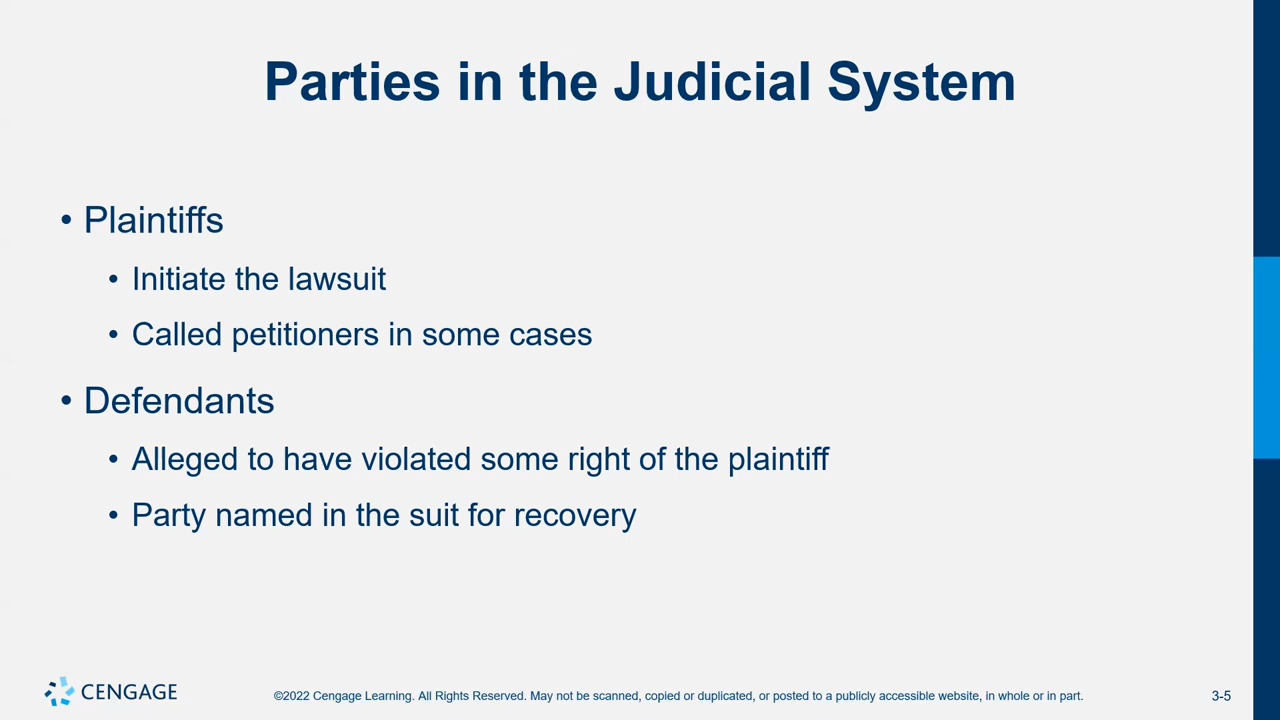 Parties in the Judicial System
• Plaintiffs
• Initiate the lawsuit
• Called petitioners in some cases
• Defendants
• Alleged to have violated some right of the plaintiff
• Party named in the suit for recovery
CENGAGE
©2022 Cengage Learning. All Rights Reserved. May not be scanned, copied or duplicated, or posted to a publicly accessible website, in whole or in part.
3-5